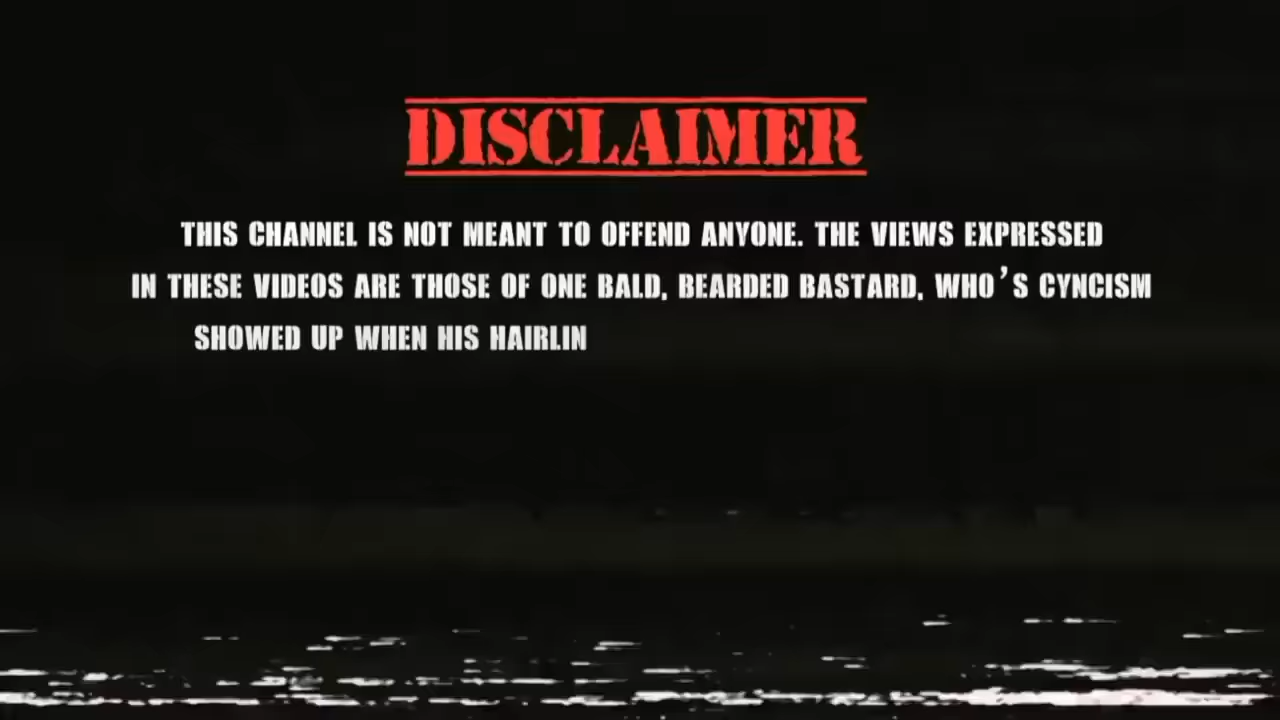 DISCLAIMER
THIS CHANNEL IS NOT MEANT TO OFFEND ANYONE. THE VIEWS EXPRESSED
IN THESE VIDEOS ARE THOSE OF ONE BALD, BEARDED BASTARD, WHO'S CYNCISM
SHOWED UP WHEN HIS HAIRLIN